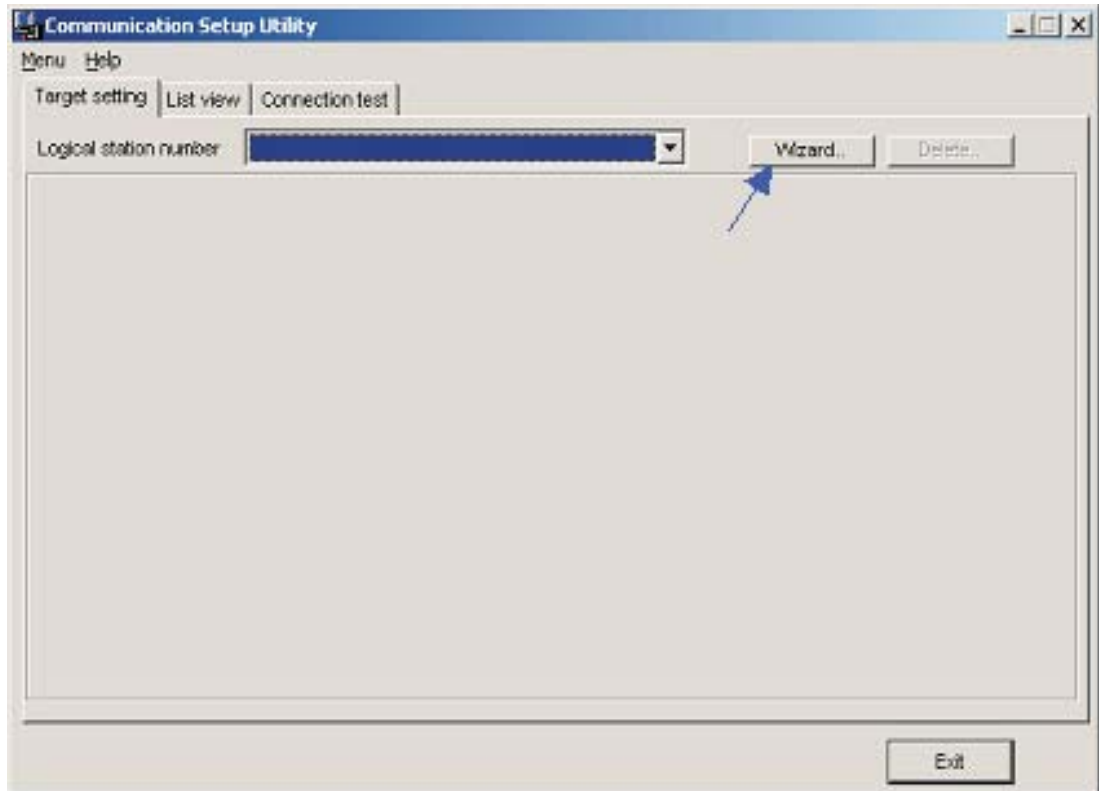 Communication Setup Utility
Menu Help
Target setting List view Connection test
Logical station number Wizard.. Delete..
Exit